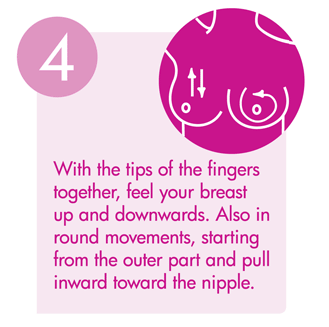 4
With the tips of the fingers
together, feel your breast
up and downwards. Also in
round movements, starting
from the outer part and pull
inward toward the nipple.